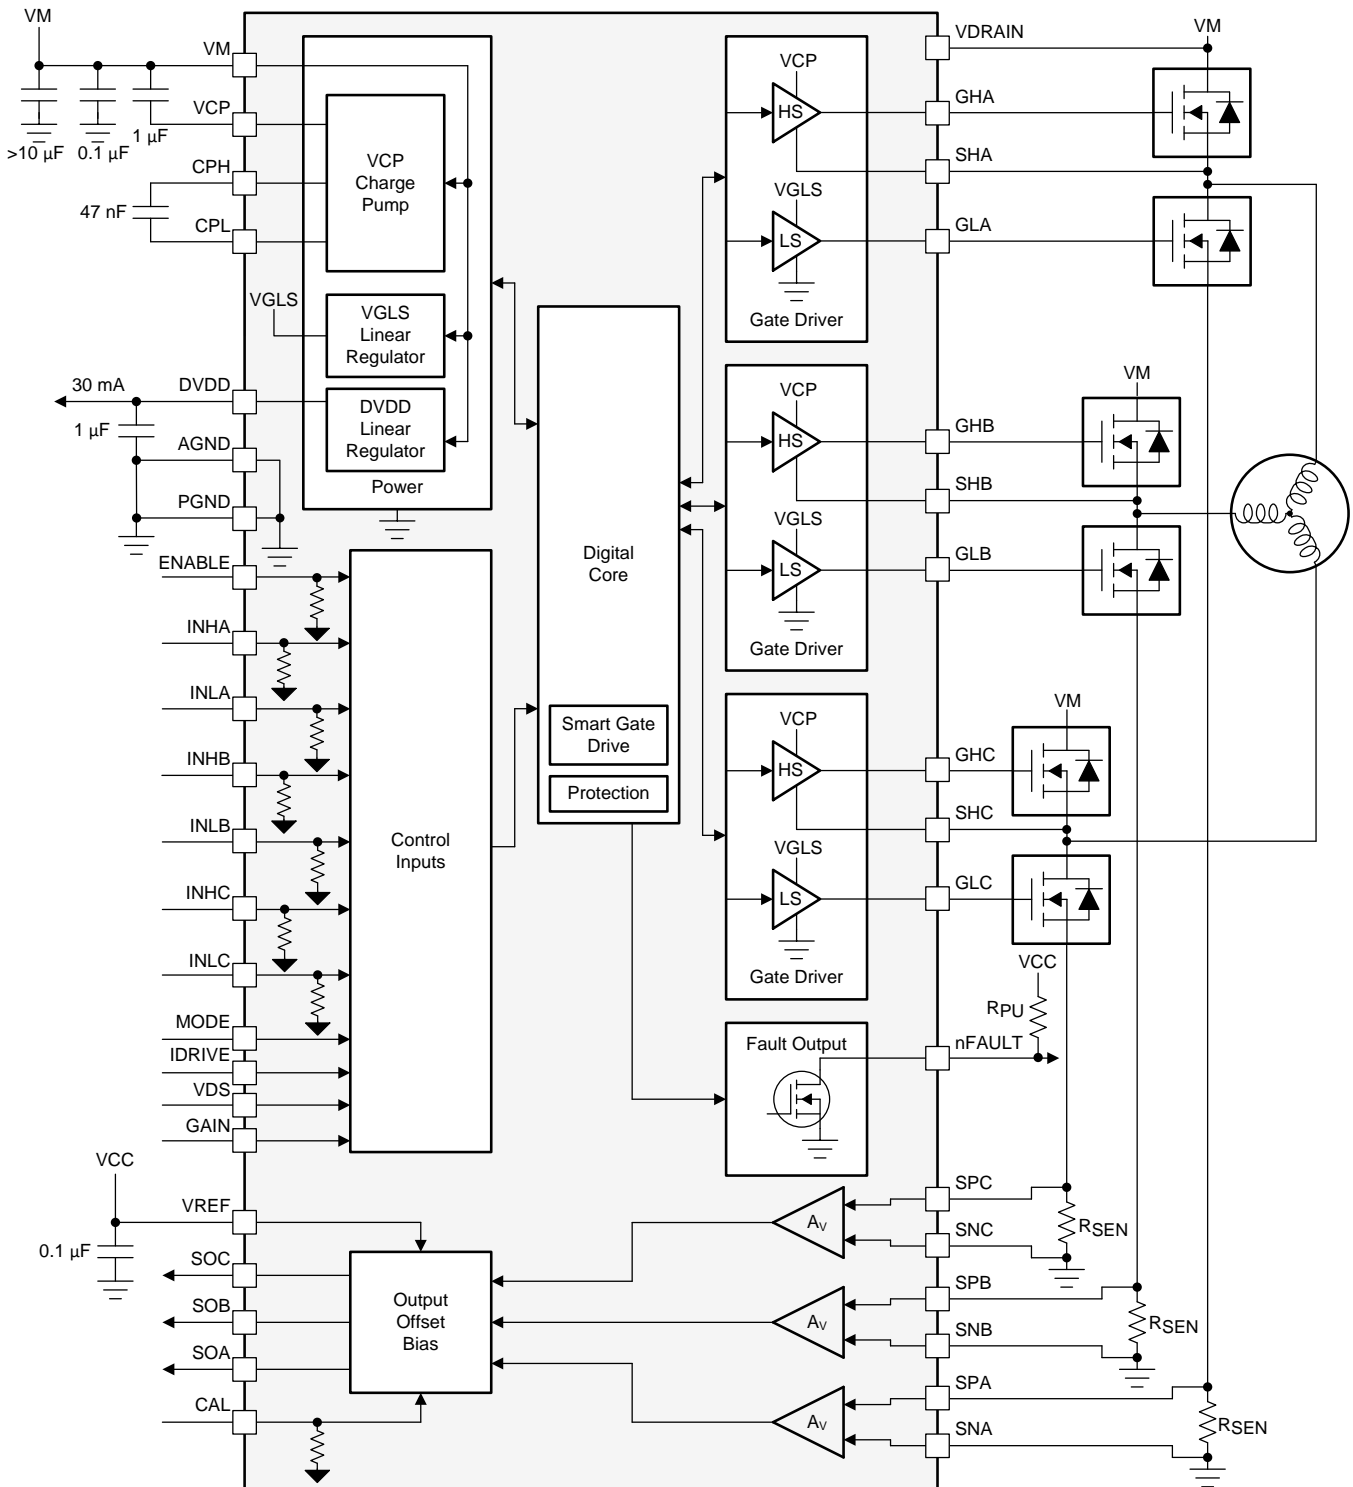 VM
VM
VCP
>10 µF
0.1 µF
1 µF
CPH
47 nF
CPL
VCP
Charge
Pump
VGLS
VGLS
Linear
Regulator
30 mA
DVDD
1 µF
DVDD
Linear
Regulator
AGND
Power
PGND
ENABLE
INHA
INLA
INHB
INLB
INHC
INLC
MODE
IDRIVE
VDS
GAIN
Control
Inputs
Digital
Core
Smart Gate
Drive
Protection
VCP
HS
VGLS
LS
Gate Driver
VCP
HS
VGLS
LS
Gate Driver
VCP
HS
VGLS
LS
Gate Driver
Fault Output
VDRAIN
VM
GHA
SHA
GLA
VM
GHB
SHB
GLB
VM
GHC
SHC
GLC
VCC
RPU
nFAULT
VCC
VREF
0.1 µF
SOC
SOB
SOA
CAL
Output
Offset
Bias
AV
AV
AV
SPC
SNC
RSEN
SPB
SNB
RSEN
SPA
SNA
RSEN